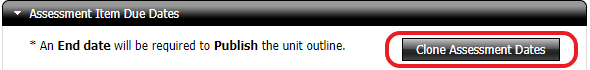 Assessment Item Due Dates
* An End date will be required to Publish the unit outline.
Clone Assessment Dates